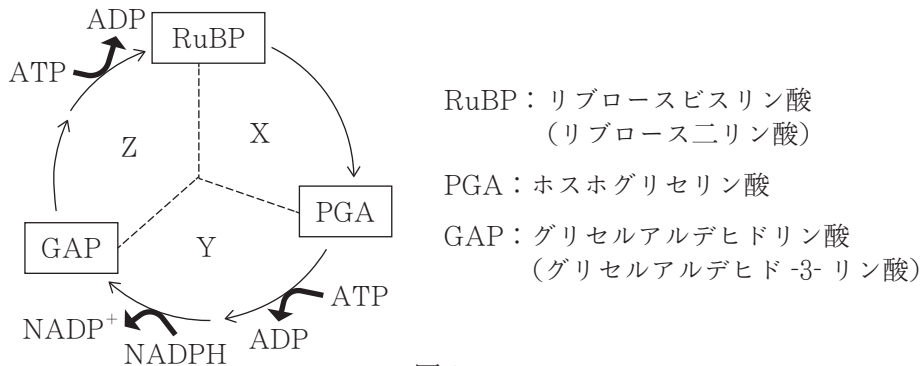 ADP
RuBP
ATP
Z
X
RuBP：リブロースビスリン酸
（リブロース二リン酸）
PGA：ホスホグリセリン酸
GAP：グリセルアルデヒドリン酸
（グリセルアルデヒド -3- リン酸）
PGA
GAP
Y
ATP
ADP
NADP⁺
NADPH